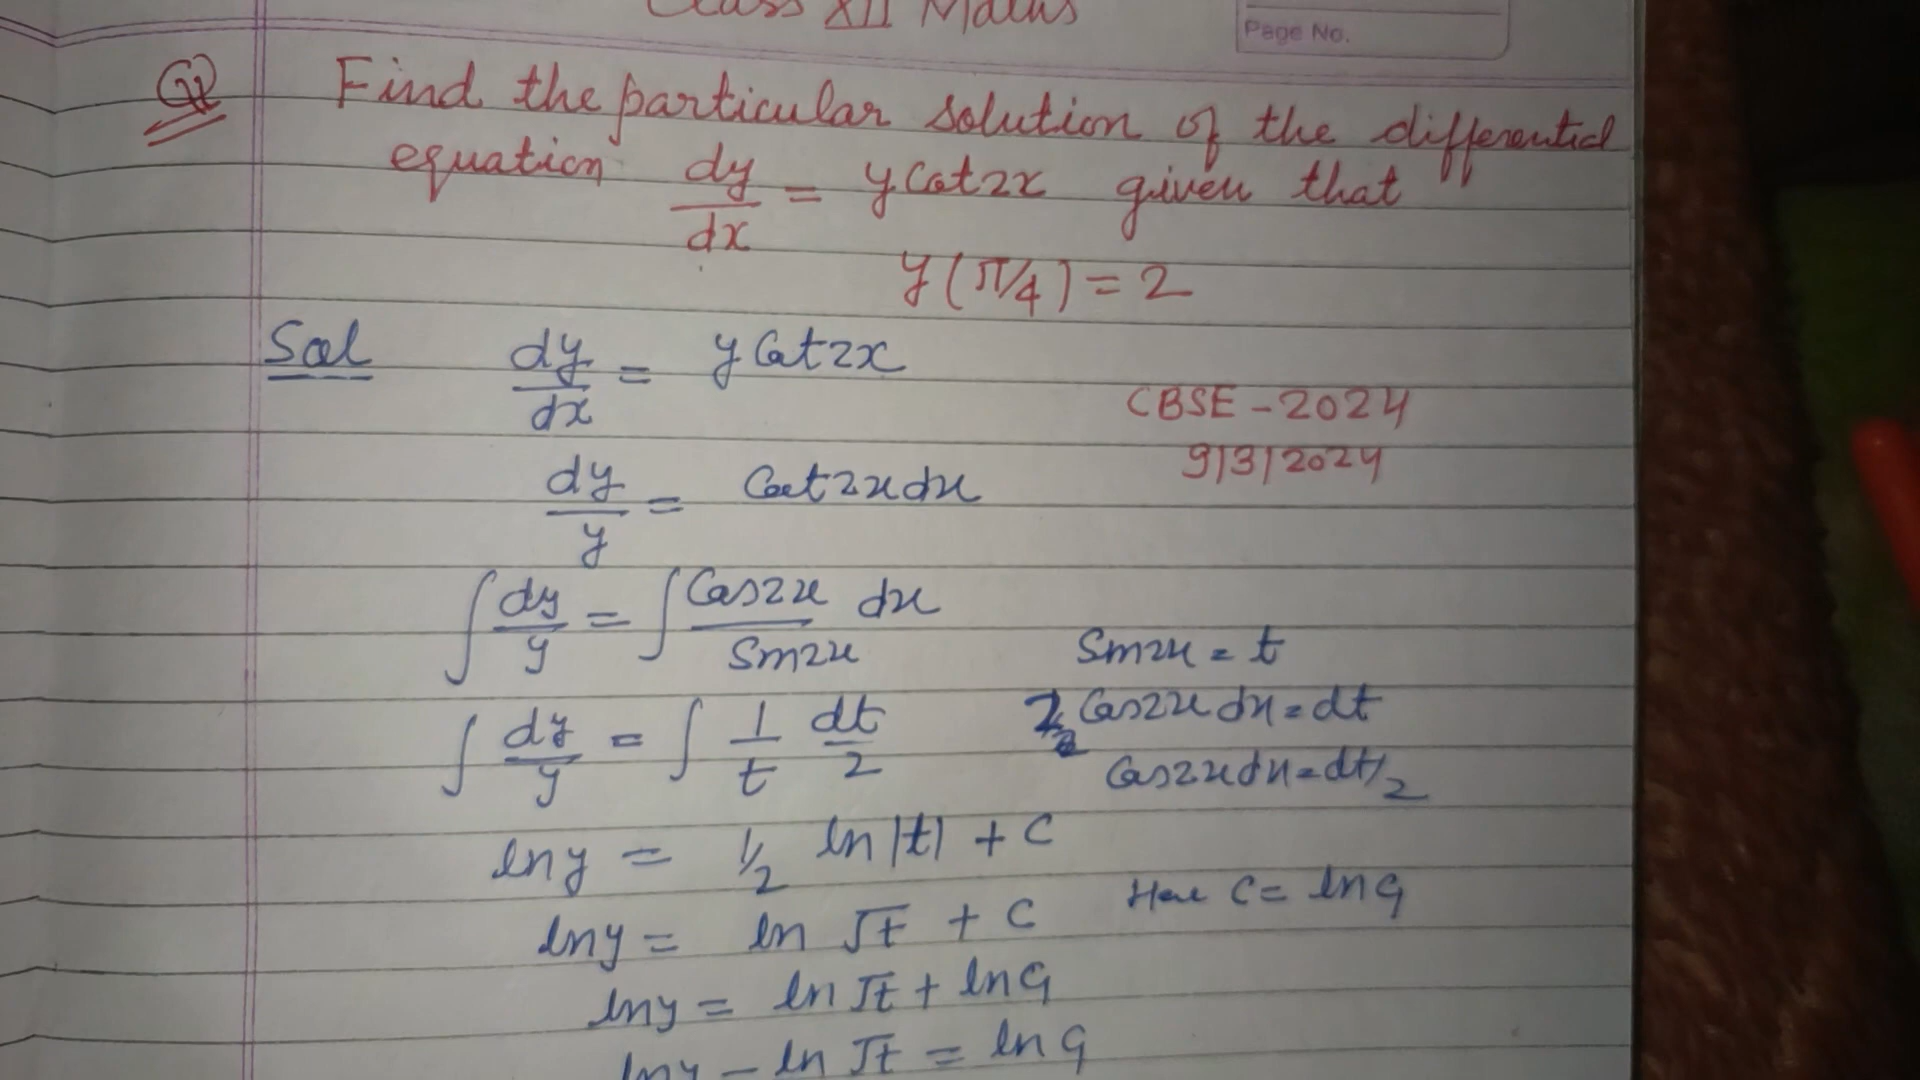 Class XII Maths
Page No.
Q Find the particular solution of the differential
equation dy/dx = y Cot2x given that
y(π/4) = 2
Sol dy/dx = y Cot2x
CBSE - 2024
9/3/2024
dy/y = Cot2x dx
∫ dy/y = ∫ Cos2x/Sin2x dx
Sin2x = t
∫ dy/y = ∫ 1/t dt/2
2 Cos2x dx = dt
Cos2x dx = dt/2
ln y = 1/2 ln |t| + C
Here C = ln C₁
ln y = ln √t + C
ln y = ln √t + ln C₁
ln y - ln √t = ln C₁